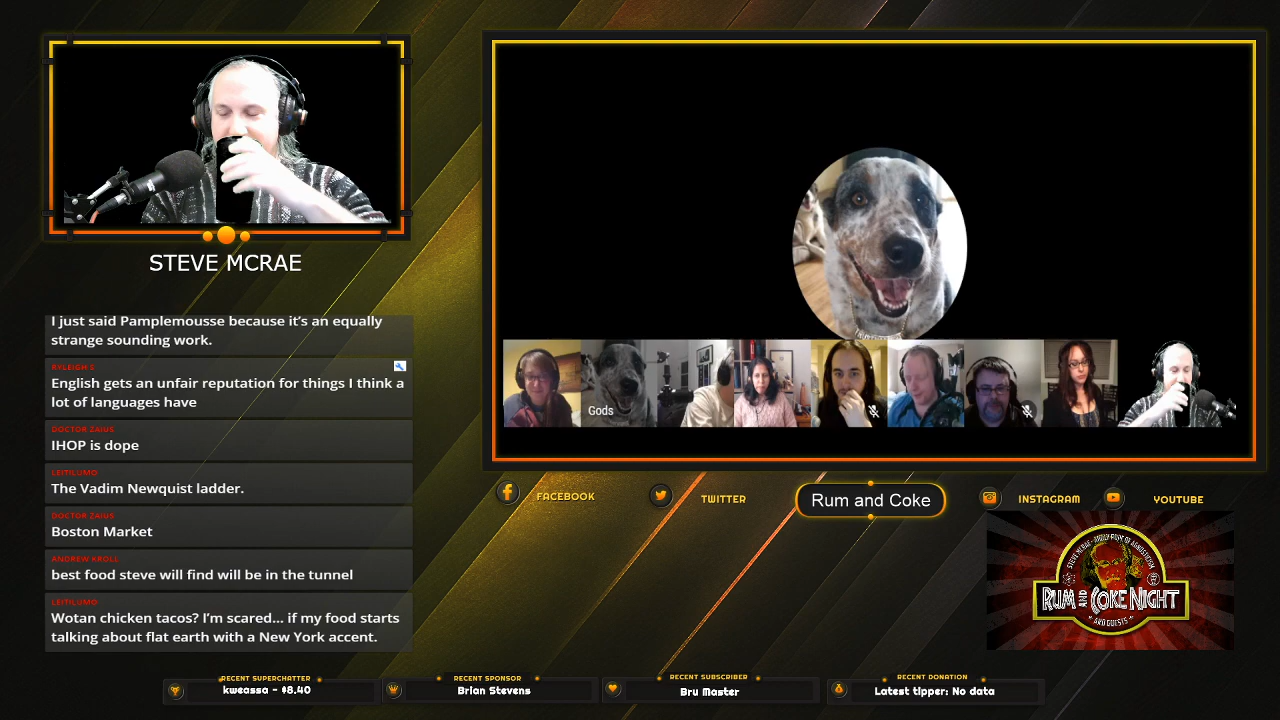 STEVE MCRAE
I just said Pamplemousse because it's an equally
strange sounding work.
RYLEIGH S
English gets an unfair reputation for things I think a
lot of languages have
DOCTOR ZAIUS
IHOP is dope
LEITILUMO
The Vadim Newquist ladder.
DOCTOR ZAIUS
Boston Market
ANDREW KROLL
best food steve will find will be in the tunnel
LEITILUMO
Wotan chicken tacos? I'm scared... if my food starts
talking about flat earth with a New York accent.
Gods
FACEBOOK
TWITTER
Rum and Coke
INSTAGRAM
YOUTUBE
RUM AND COKE NIGHT
AND GUESTS
RECENT SUPERCHATTER
kweassa - $8.40
RECENT SPONSOR
Brian Stevens
RECENT SUBSCRIBER
Bru Master
RECENT DONATION
Latest tipper: No data